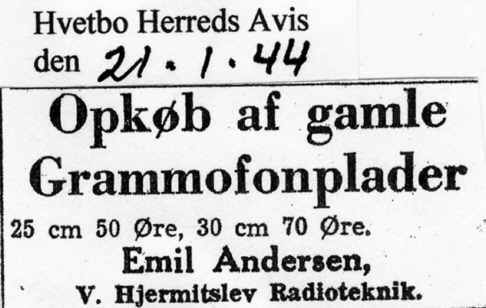 Hvetbo Herreds Avis
den 21. 1. 44
Opkøb af gamle
Grammofonplader
25 cm 50 Øre, 30 cm 70 Øre.
Emil Andersen,
V. Hjermitslev Radioteknik.